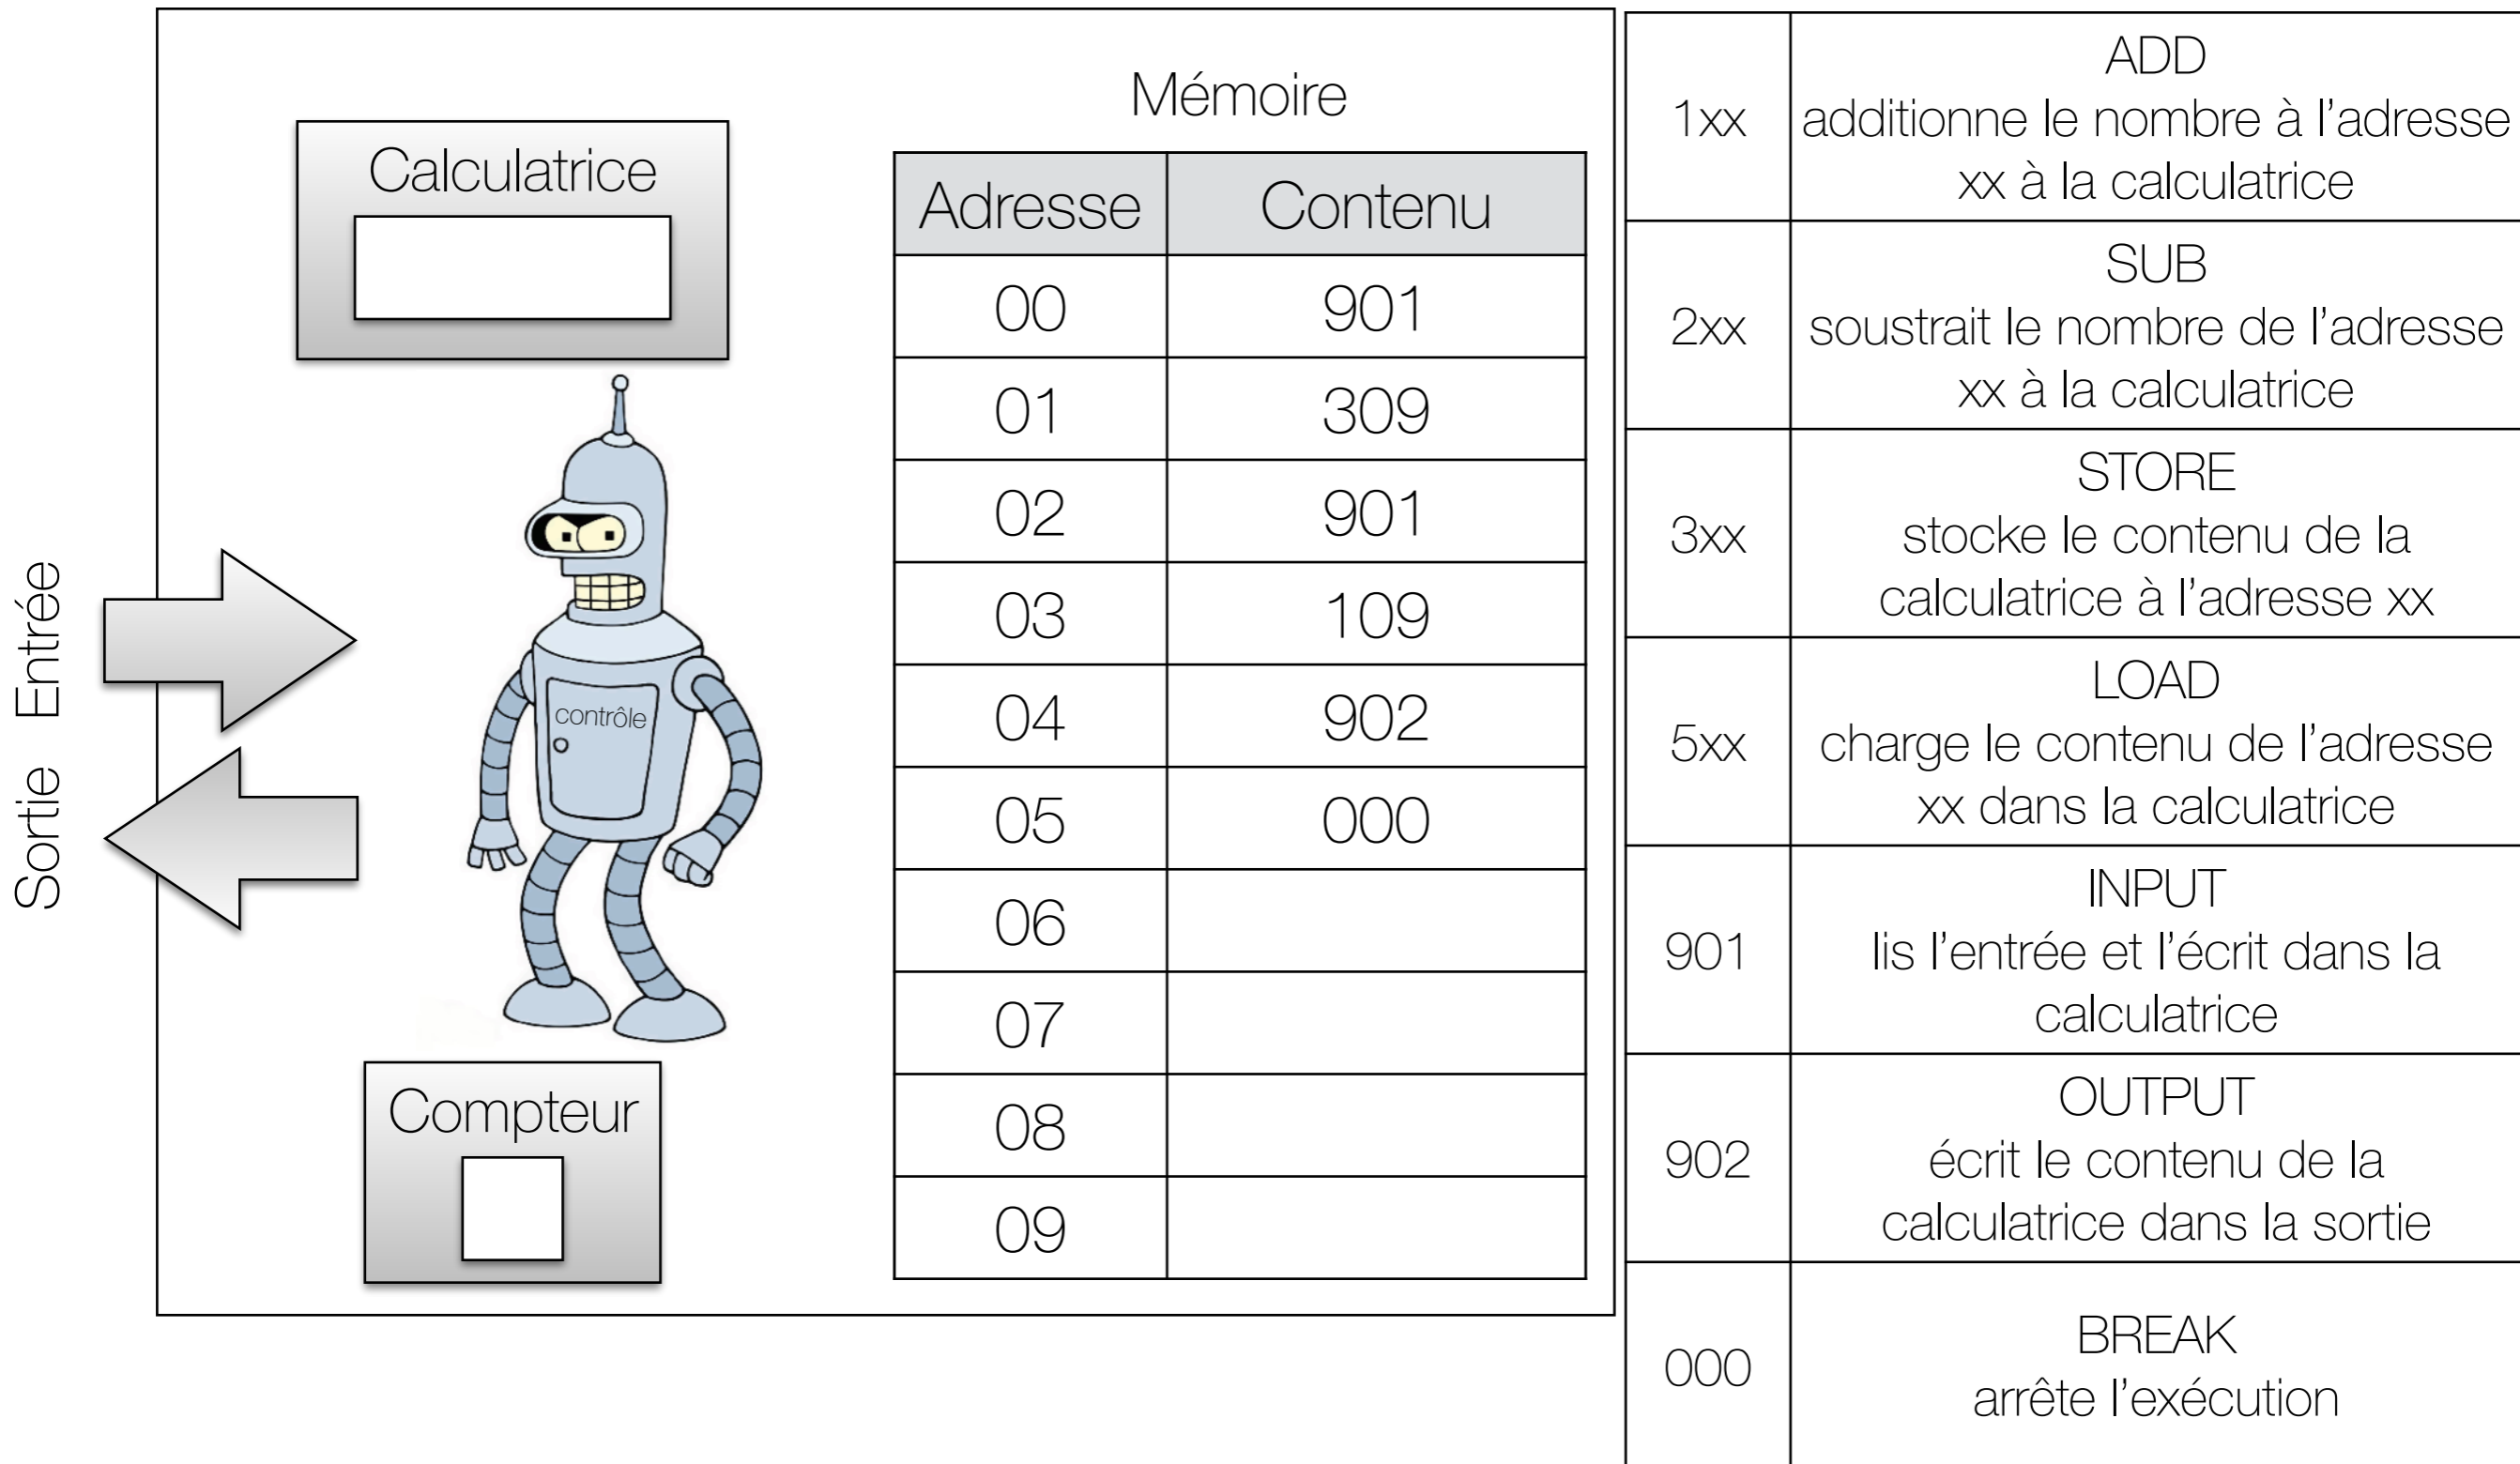 Entrée
Sortie
Calculatrice
contrôle
Compteur
Mémoire
Adresse Contenu
00 901
01 309
02 901
03 109
04 902
05 000
06
07
08
09
1xx
ADD
additionne le nombre à l'adresse
xx à la calculatrice
2xx
SUB
soustrait le nombre de l'adresse
xx à la calculatrice
3xx
STORE
stocke le contenu de la
calculatrice à l'adresse xx
5xx
LOAD
charge le contenu de l'adresse
xx dans la calculatrice
901
INPUT
lis l'entrée et l'écrit dans la
calculatrice
902
OUTPUT
écrit le contenu de la
calculatrice dans la sortie
000
BREAK
arrête l'exécution